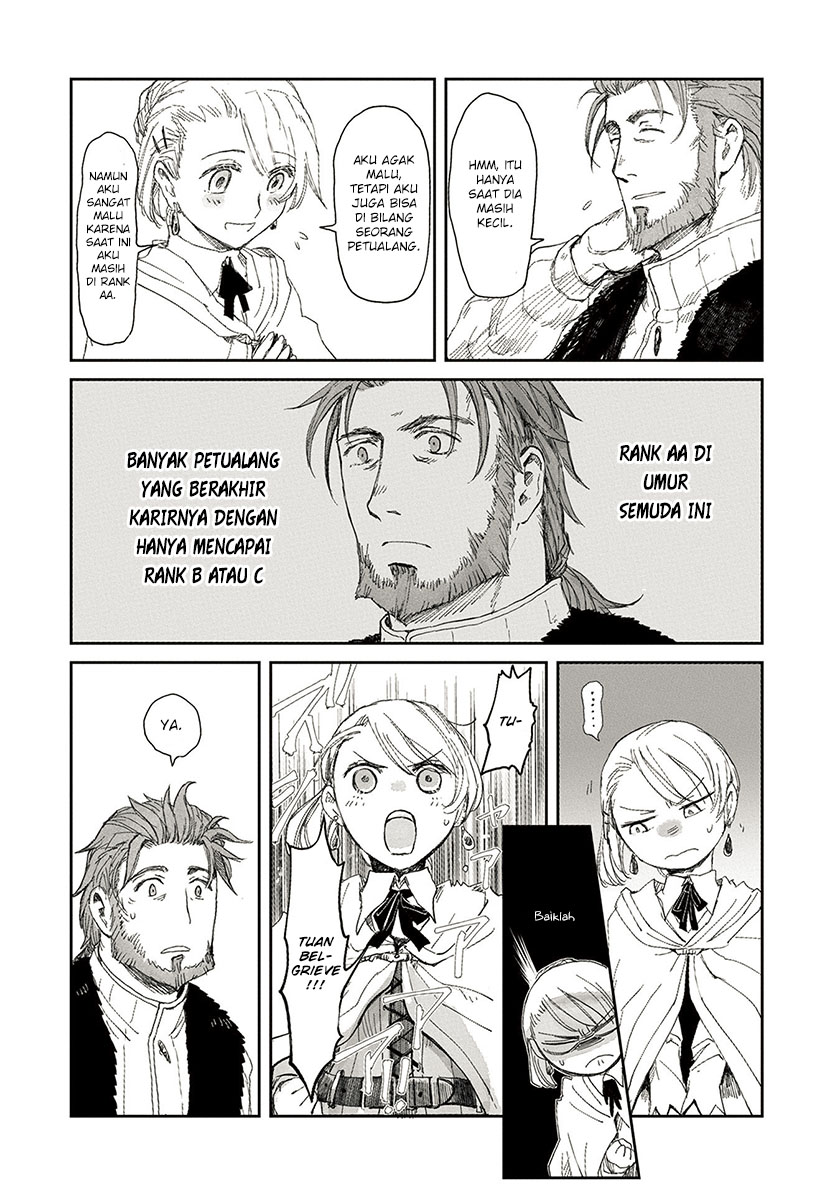 HMM, ITU
HANYA
SAAT DIA
MASIH
KECIL.
AKU AGAK
MALU,
TETAPI AKU
JUGA BISA
DI BILANG
SEORANG
PETUALANG.
NAMUN
AKU
SANGAT
MALU
KARENA
SAAT INI
AKU
MASIH
DI RANK
AA.
RANK AA DI
UMUR
SEMUDA INI
BANYAK PETUALANG
YANG BERAKHIR
KARIRNYA DENGAN
HANYA MENCAPAI
RANK B ATAU C
......
Baiklah
TU-
TUAN
BEL-
GRIEVE
!!!
YA.